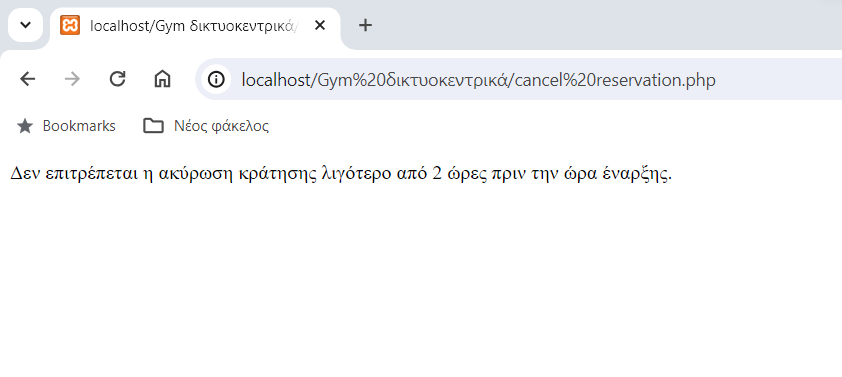 localhost/Gym δικτυοκεντρικά/
localhost/Gym%20δικτυοκεντρικά/cancel%20reservation.php
Bookmarks Νέος φάκελος
Δεν επιτρέπεται η ακύρωση κράτησης λιγότερο από 2 ώρες πριν την ώρα έναρξης.